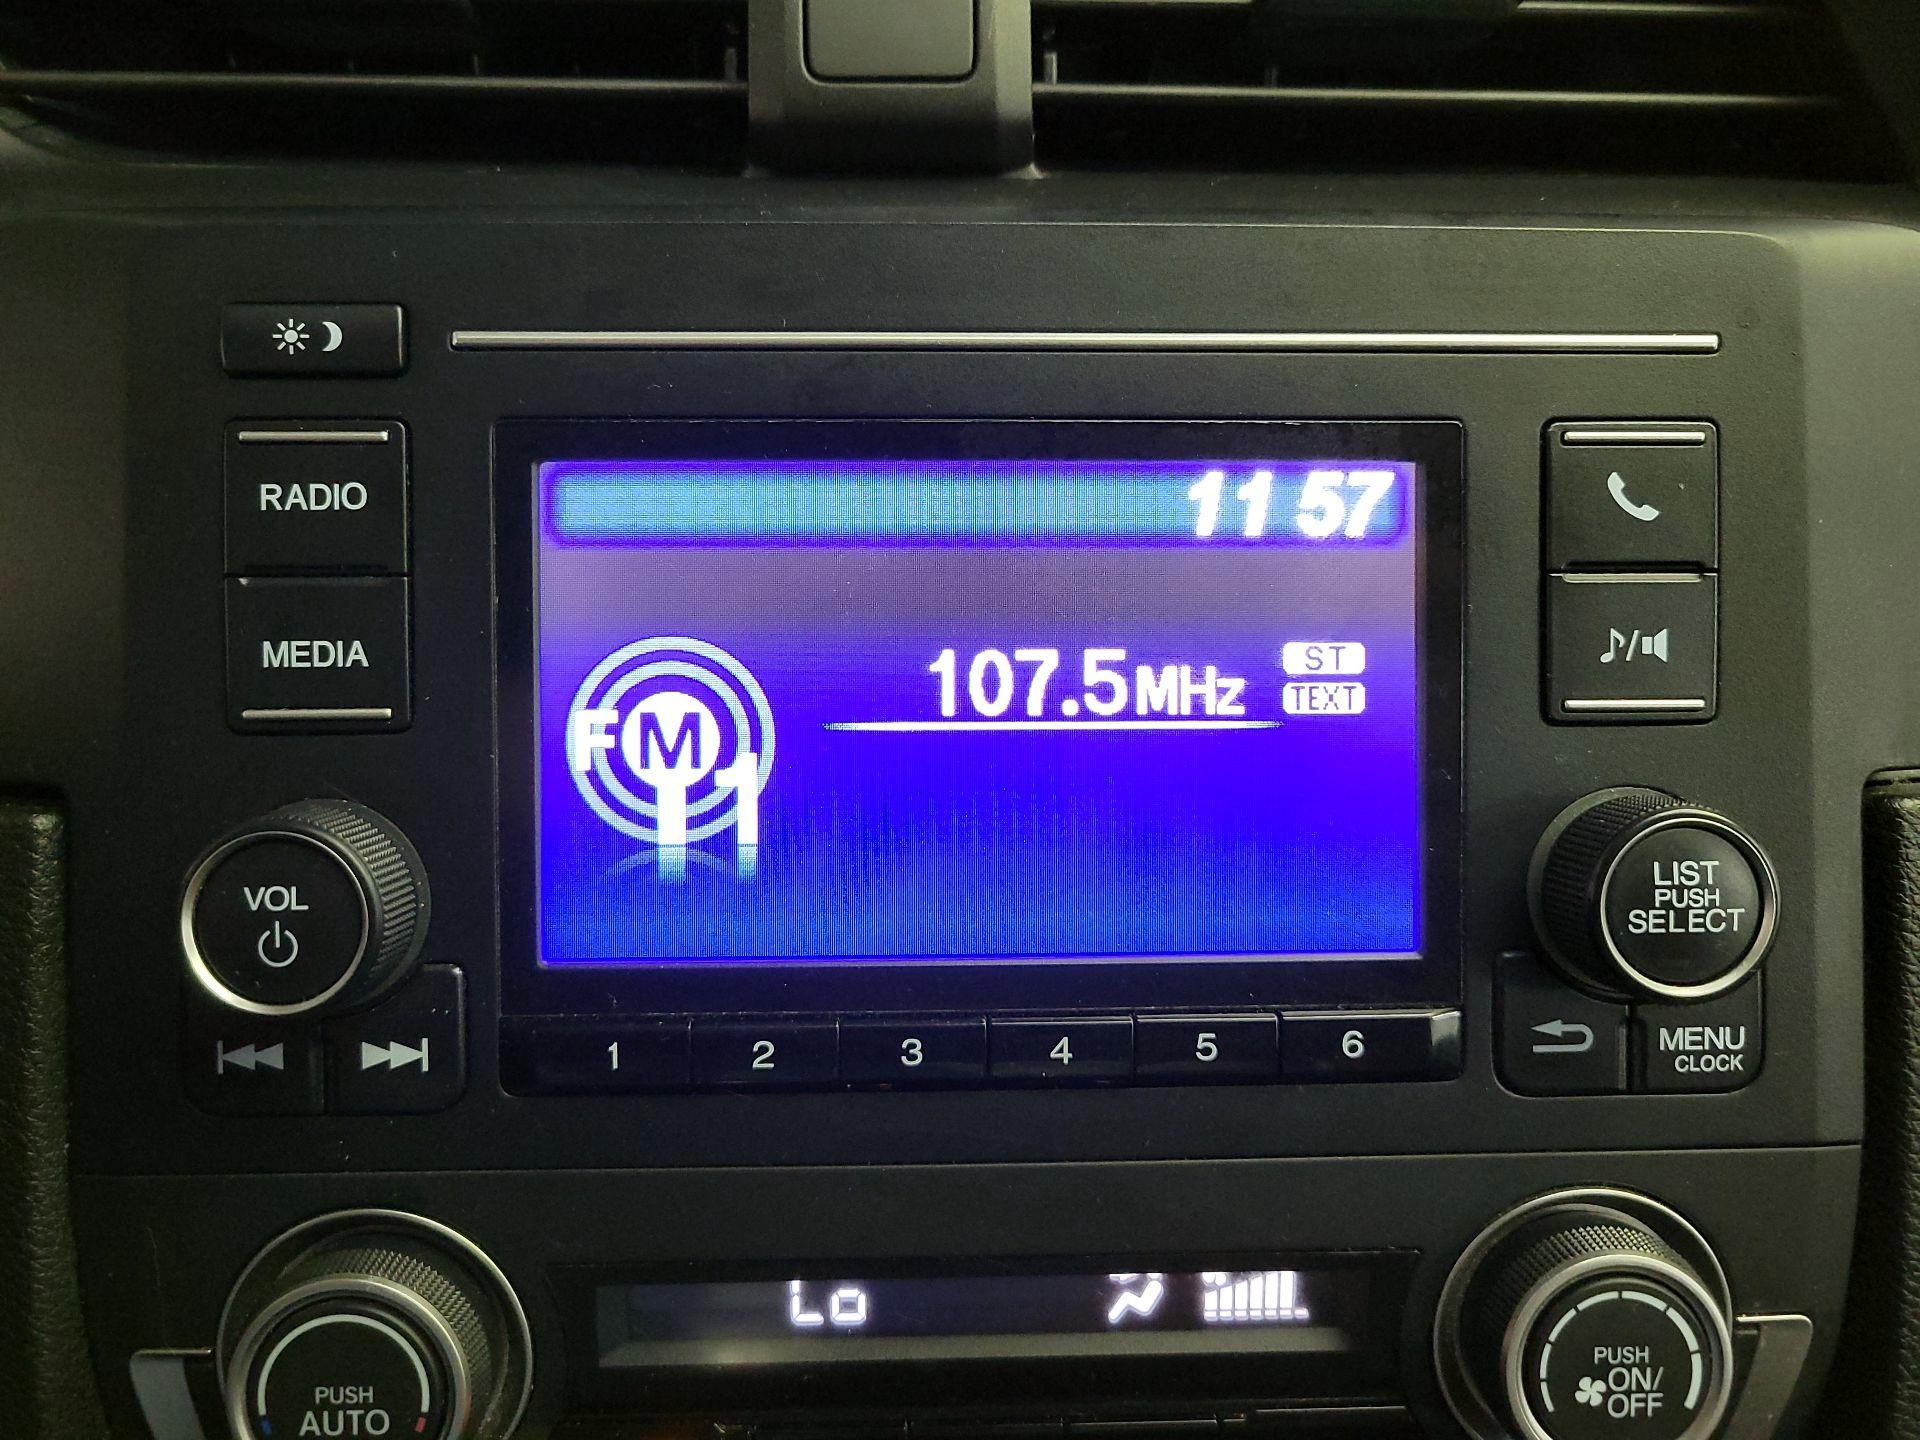 RADIO
MEDIA
VOL
11 57
FM
1
107.5MHz
ST
TEXT
1 2 3 4 5 6
LIST
PUSH
SELECT
MENU
CLOCK
Lo
PUSH
AUTO
PUSH
ON/
OFF